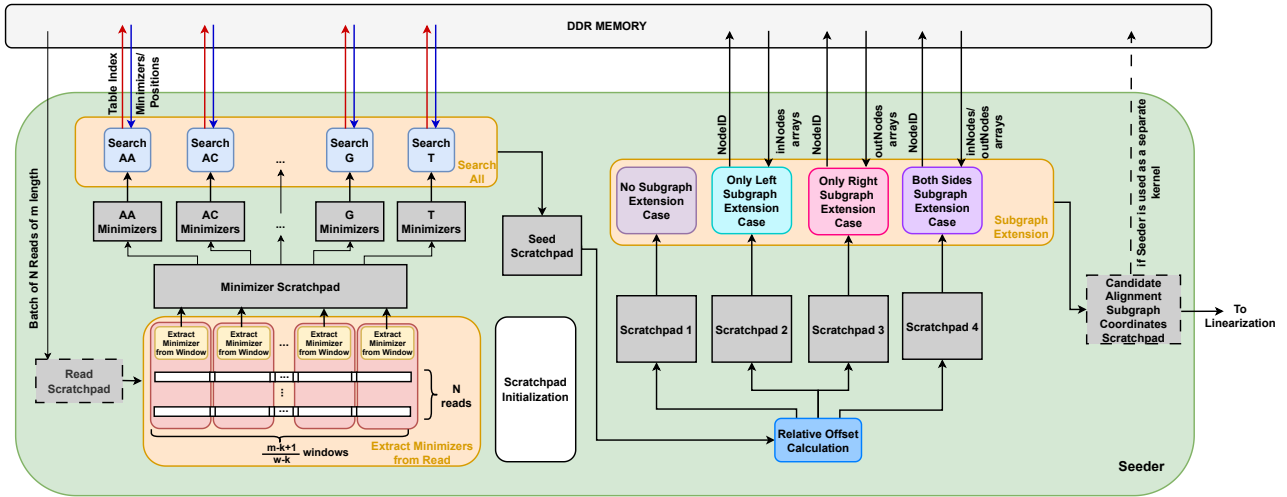 DDR MEMORY
Batch of N Reads of m length
Table Index
Minimizers/
Positions
NodeID
inNodes
arrays
NodeID
outNodes
arrays
NodeID
inNodes/
outNodes
arrays
if Seeder is used as a separate
kernel
Search
AA
Search
AC
...
Search
G
Search
T
Search
All
AA
Minimizers
AC
Minimizers
...
G
Minimizers
T
Minimizers
Minimizer Scratchpad
Seed
Scratchpad
No Subgraph
Extension
Case
Only Left
Subgraph
Extension
Case
Only Right
Subgraph
Extension
Case
Both Sides
Subgraph
Extension
Case
Subgraph
Extension
Scratchpad 1
Scratchpad 2
Scratchpad 3
Scratchpad 4
Candidate
Alignment
Subgraph
Coordinates
Scratchpad
To
Linearization
Extract
Minimizer
from Window
Extract
Minimizer
from Window
...
Extract
Minimizer
from Window
Extract
Minimizer
from Window
Read
Scratchpad
...
...
...
N
reads
m-k+1
w-k
windows
Extract Minimizers
from Read
Scratchpad
Initialization
Relative Offset
Calculation
Seeder